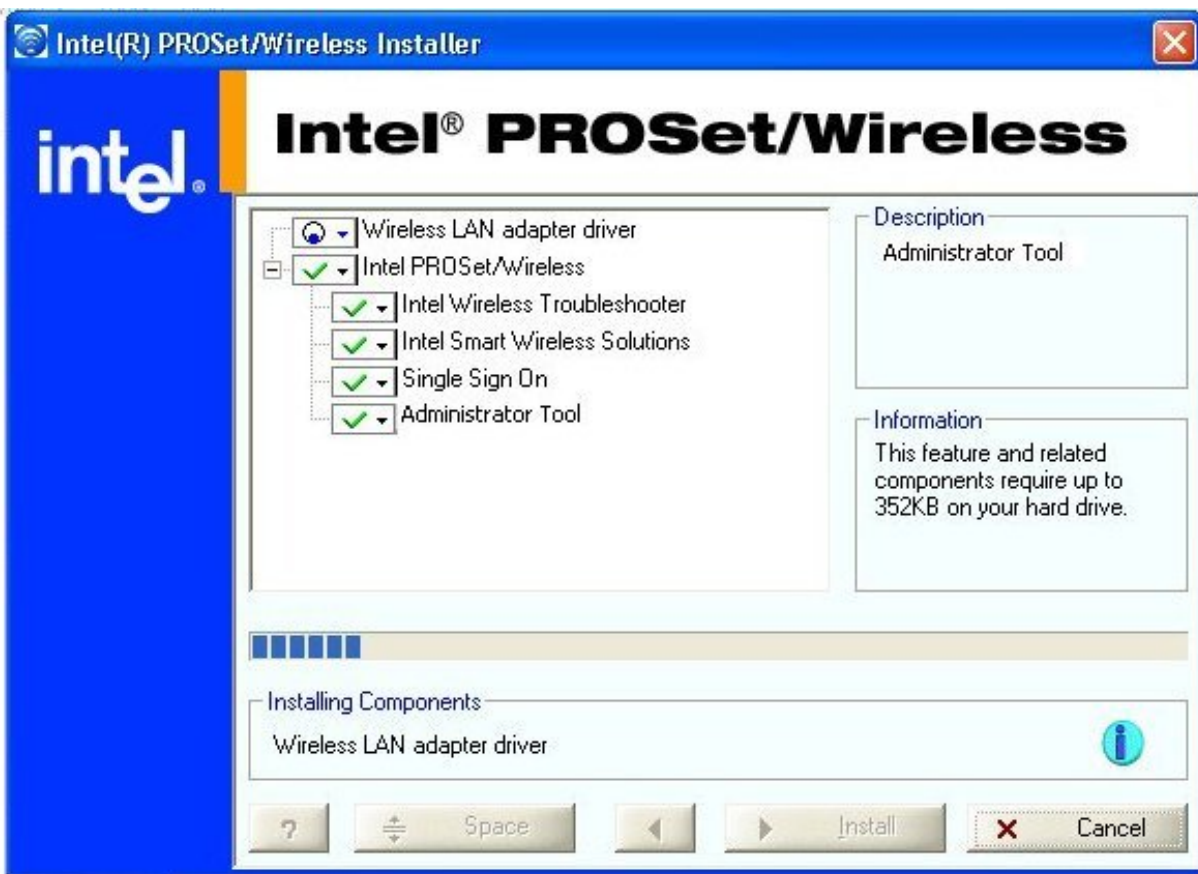 Intel(R) PROSet/Wireless Installer
intel®
Intel® PROSet/Wireless
Wireless LAN adapter driver
Intel PROSet/Wireless
Intel Wireless Troubleshooter
Intel Smart Wireless Solutions
Single Sign On
Administrator Tool
Description
Administrator Tool
Information
This feature and related
components require up to
352KB on your hard drive.
Installing Components
Wireless LAN adapter driver
?
Space
Install
Cancel